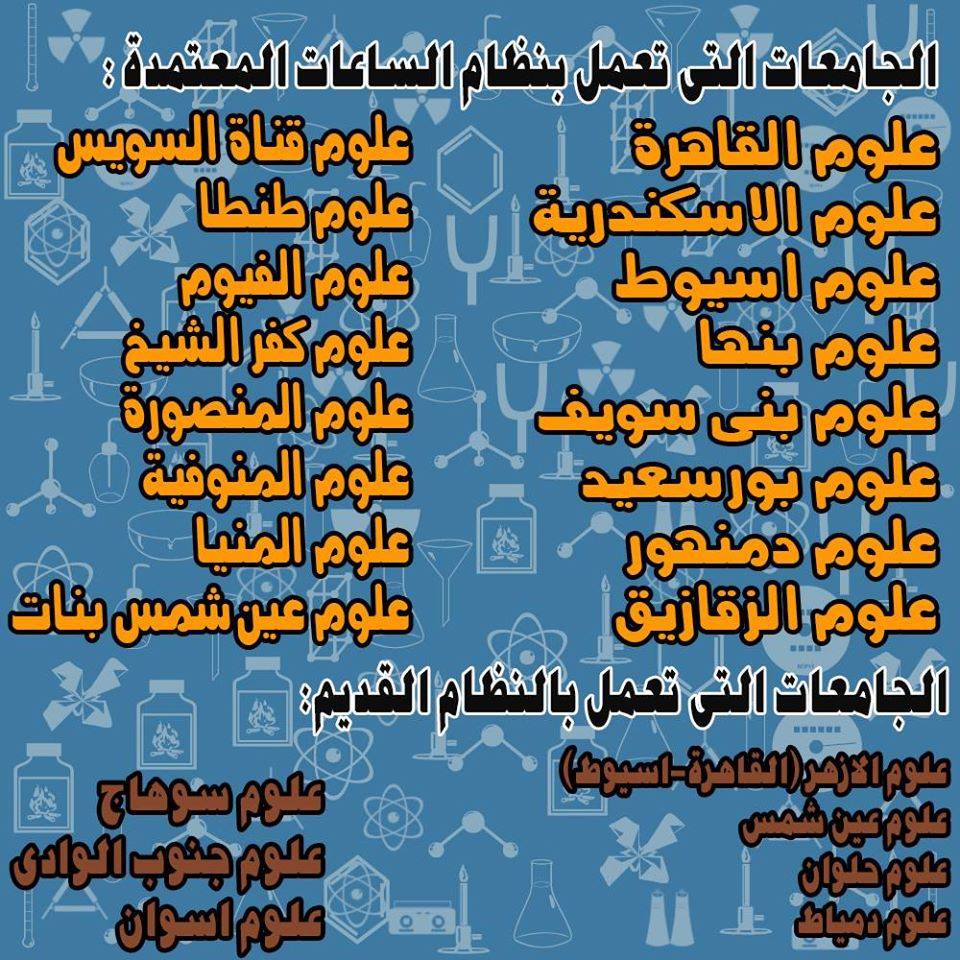 الجامعات التى تعمل بنظام الساعات المعتمدة :
علوم القاهرة
علوم الاسكندرية
علوم اسيوط
علوم بنها
علوم بنى سويف
علوم بورسعيد
علوم دمنهور
علوم الزقازيق
علوم قناة السويس
علوم طنطا
علوم الفيوم
علوم كفر الشيخ
علوم المنصورة
علوم المنوفية
علوم المنيا
علوم عين شمس بنات
الجامعات التى تعمل بالنظام القديم:
علوم الازهر (القاهرة-اسيوط)
علوم عين شمس
علوم حلوان
علوم دمياط
علوم سوهاج
علوم جنوب الوادى
علوم اسوان